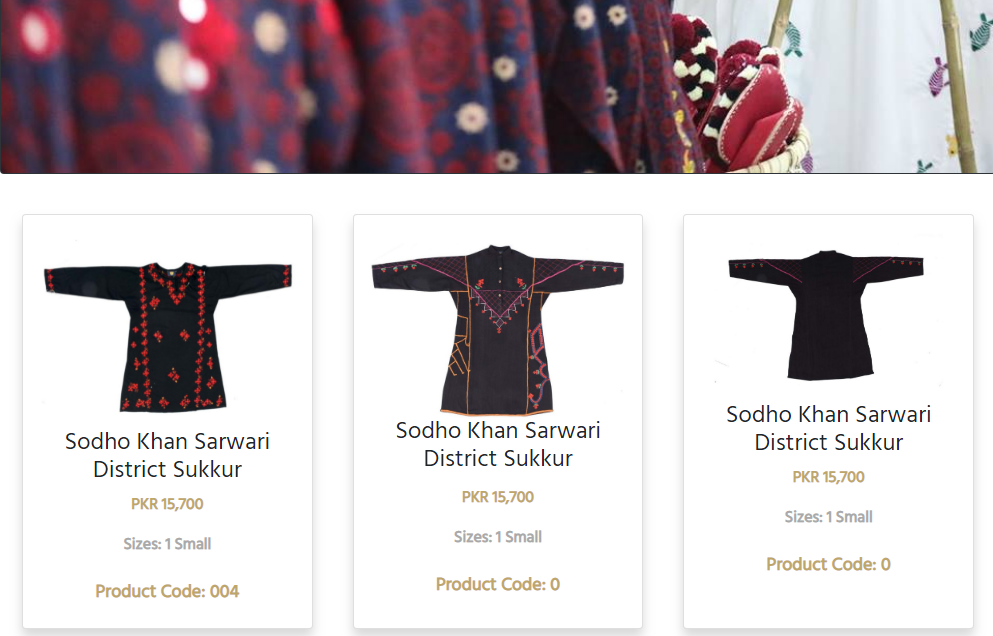 Sodho Khan Sarwari
District Sukkur
PKR 15,700
Sizes: 1 Small
Product Code: 004
Sodho Khan Sarwari
District Sukkur
PKR 15,700
Sizes: 1 Small
Product Code: 0
Sodho Khan Sarwari
District Sukkur
PKR 15,700
Sizes: 1 Small
Product Code: 0